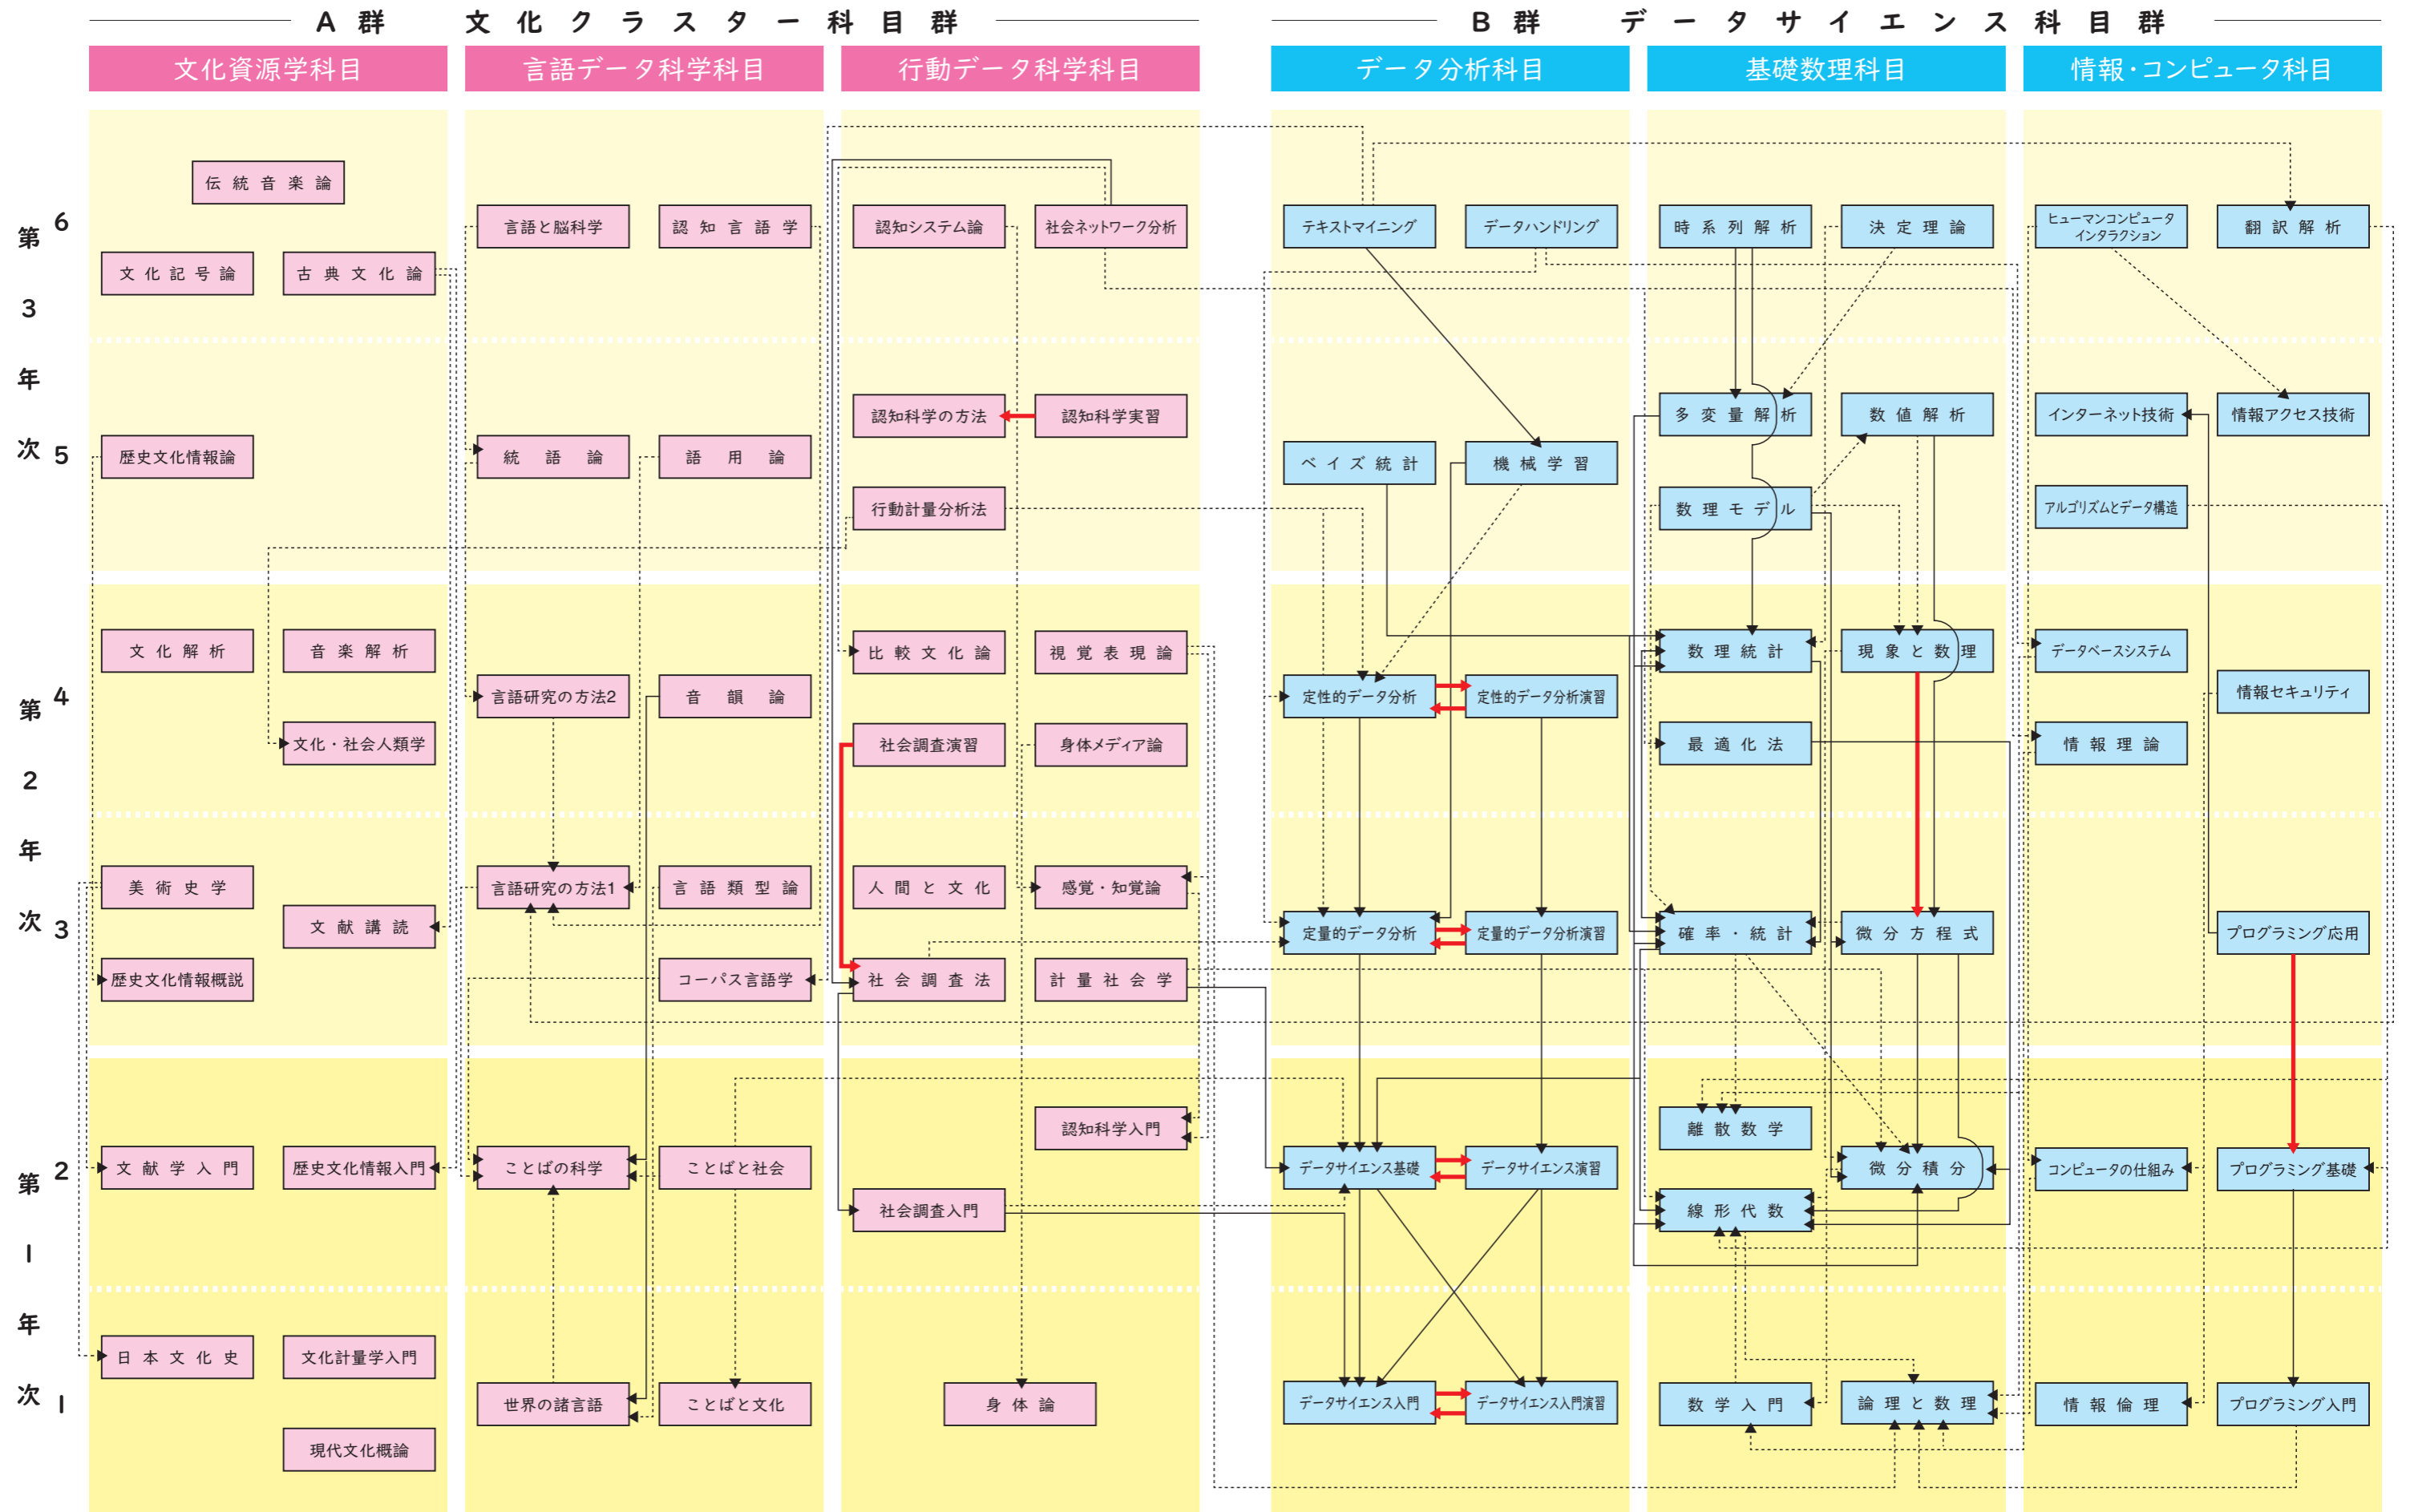 A群 文化クラスター科目群
B群 データサイエンス科目群
文化資源学科目
言語データ科学科目
行動データ科学科目
データ分析科目
基礎数理科目
情報・コンピュータ科目
第3年次
6
伝統音楽論
文化記号論
古典文化論
言語と脳科学
認知言語学
認知システム論
社会ネットワーク分析
テキストマイニング
データハンドリング
時系列解析
決定理論
ヒューマンコンピュータ
インタラクション
翻訳解析
5
歴史文化情報論
統語論
語用論
認知科学の方法
認知科学実習
行動計量分析法
ベイズ統計
機械学習
多変量解析
数値解析
数理モデル
インターネット技術
情報アクセス技術
アルゴリズムとデータ構造
第2年次
4
文化解析
音楽解析
文化・社会人類学
言語研究の方法2
音韻論
比較文化論
視覚表現論
社会調査演習
身体メディア論
定性的データ分析
定性的データ分析演習
数理統計
現象と数理
最適化法
データベースシステム
情報セキュリティ
情報理論
3
美術史学
文献講読
歴史文化情報概説
言語研究の方法1
言語類型論
コーパス言語学
人間と文化
感覚・知覚論
社会調査法
計量社会学
定量的データ分析
定量的データ分析演習
確率・統計
微分方程式
プログラミング応用
第1年次
2
文献学入門
歴史文化情報入門
ことばの科学
ことばと社会
認知科学入門
社会調査入門
データサイエンス基礎
データサイエンス演習
離散数学
微分積分
線形代数
コンピュータの仕組み
プログラミング基礎
1
日本文化史
文化計量学入門
現代文化概論
世界の諸言語
ことばと文化
身体論
データサイエンス入門
データサイエンス入門演習
数学入門
論理と数理
情報倫理
プログラミング入門